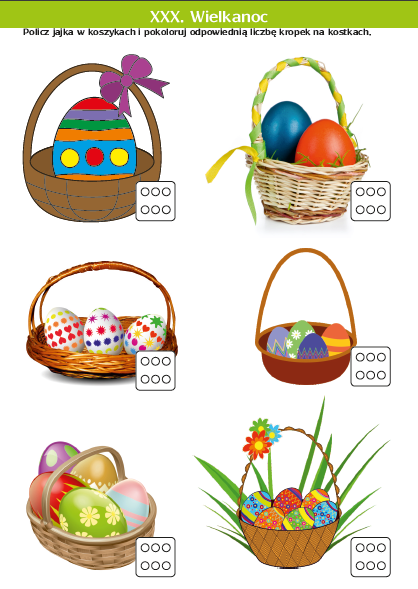 XXX. Wielkanoc
Policz jajka w koszykach i pokoloruj odpowiednią liczbę kropek na kostkach.